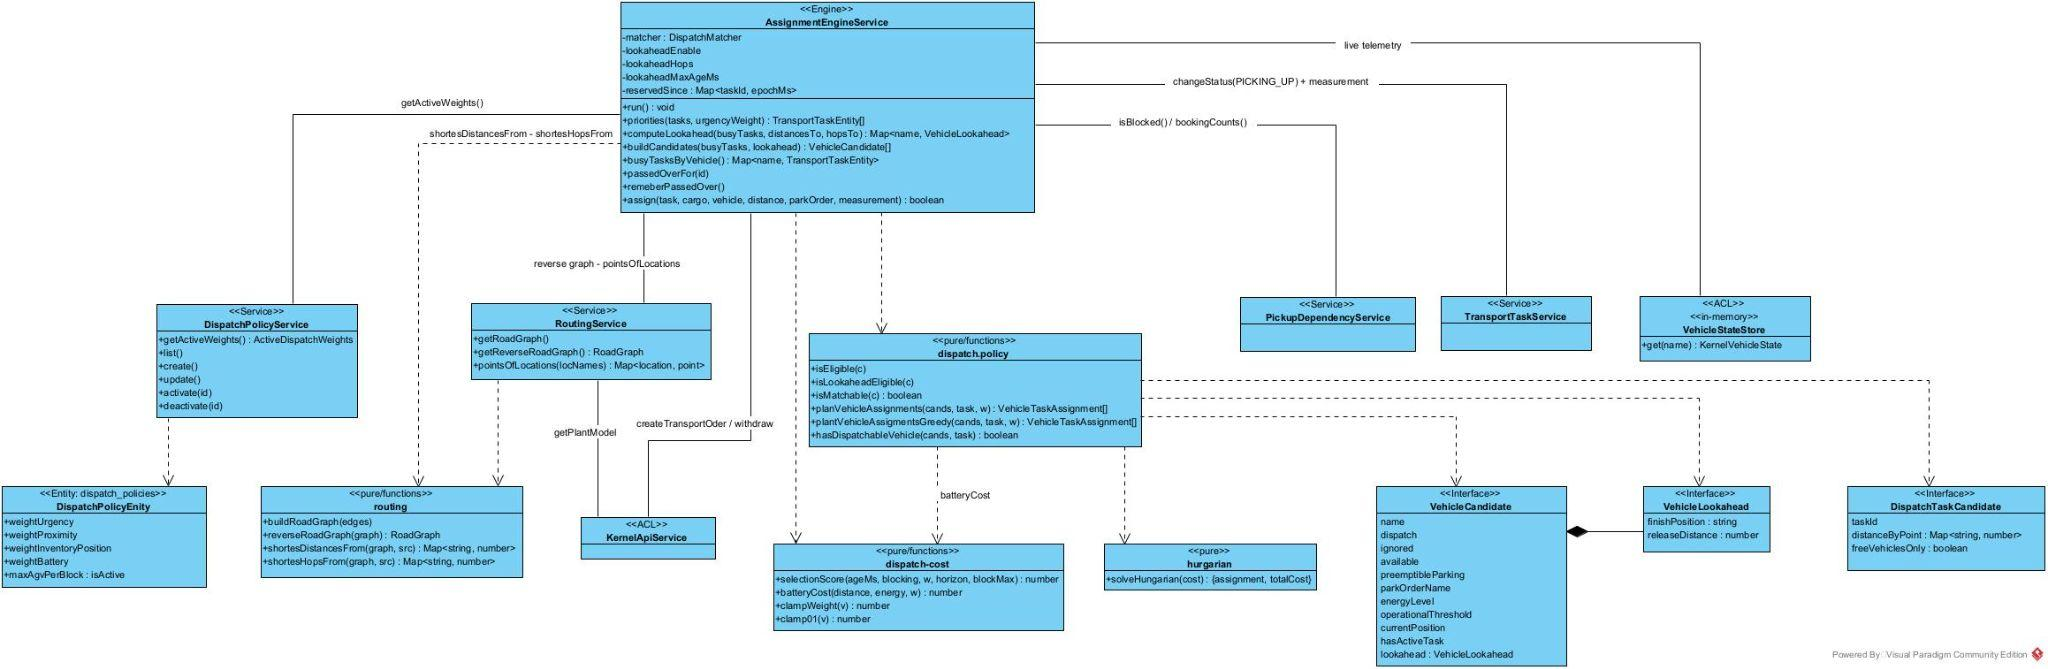 <<Engine>>
AssignmentEngineService
-matcher : DispatchMatcher
-lookaheadEnable
-lookaheadHops
-lookaheadMaxAgeMs
-reservedSince : Map<taskId, epochMs>
+run() : void
+priorities(tasks, urgencyWeight) : TransportTaskEntity[]
+computeLookahead(busyTasks, distancesTo, hopsTo) : Map<name, VehicleLookahead>
+buildCandidates(busyTasks, lookahead) : VehicleCandidate[]
+busyTasksByVehicle() : Map<name, TransportTaskEntity>
+passedOverFor(id)
+remeberPassedOver()
+assign(task, cargo, vehicle, distance, parkOrder, measurement) : boolean
live telemetry
changeStatus(PICKING_UP) + measurement
isBlocked() / bookingCounts()
getActiveWeights()
shortesDistancesFrom - shortesHopsFrom
reverse graph - pointsOfLocations
<<Service>>
DispatchPolicyService
+getActiveWeights() : ActiveDispatchWeights
+list()
+create()
+update()
+activate(id)
+deactivate(id)
<<Service>>
RoutingService
+getRoadGraph()
+getReverseRoadGraph() : RoadGraph
+pointsOfLocations(locNames) : Map<location, point>
<<pure/functions>>
dispatch.policy
+isEligible(c)
+isLookaheadEligible(c)
+isMatchable(c) : boolean
+planVehicleAssignments(cands, task, w) : VehicleTaskAssignment[]
+plantVehicleAssigmentsGreedy(cands, task, w) : VehicleTaskAssignment[]
+hasDispatchableVehicle(cands, task) : boolean
<<Service>>
PickupDependencyService
<<Service>>
TransportTaskService
<<ACL>>
<<in-memory>>
VehicleStateStore
+get(name) : KernelVehicleState
getPlantModel
createTransportOder / withdraw
batteryCost
<<Entity: dispatch_policies>>
DispatchPolicyEnity
+weightUrgency
+weightProximity
+weightInventoryPosition
+weightBattery
+maxAgvPerBlock : isActive
<<pure/functions>>
routing
+buildRoadGraph(edges)
+reverseRoadGraph(graph) : RoadGraph
+shortesDistancesFrom(graph, src) : Map<string, number>
+shortesHopsFrom(graph, src) : Map<string, number>
<<ACL>>
KernelApiService
<<pure/functions>>
dispatch-cost
+selectionScore(ageMs, blocking, w, horizon, blockMax) : number
+batteryCost(distance, energy, w) : number
+clampWeight(v) : number
+clamp01(v) : number
<<pure>>
hurgarian
+solveHungarian(cost) : {assignment, totalCost}
<<Interface>>
VehicleCandidate
name
dispatch
ignored
available
preemptibleParking
parkOrderName
energyLevel
operationalThreshold
currentPosition
hasActiveTask
lookahead : VehicleLookahead
<<Interface>>
VehicleLookahead
finishPosition : string
releaseDistance : number
<<Interface>>
DispatchTaskCandidate
taskId
distanceByPoint : Map<string, number>
freeVehiclesOnly : boolean
Powered By Visual Paradigm Community Edition